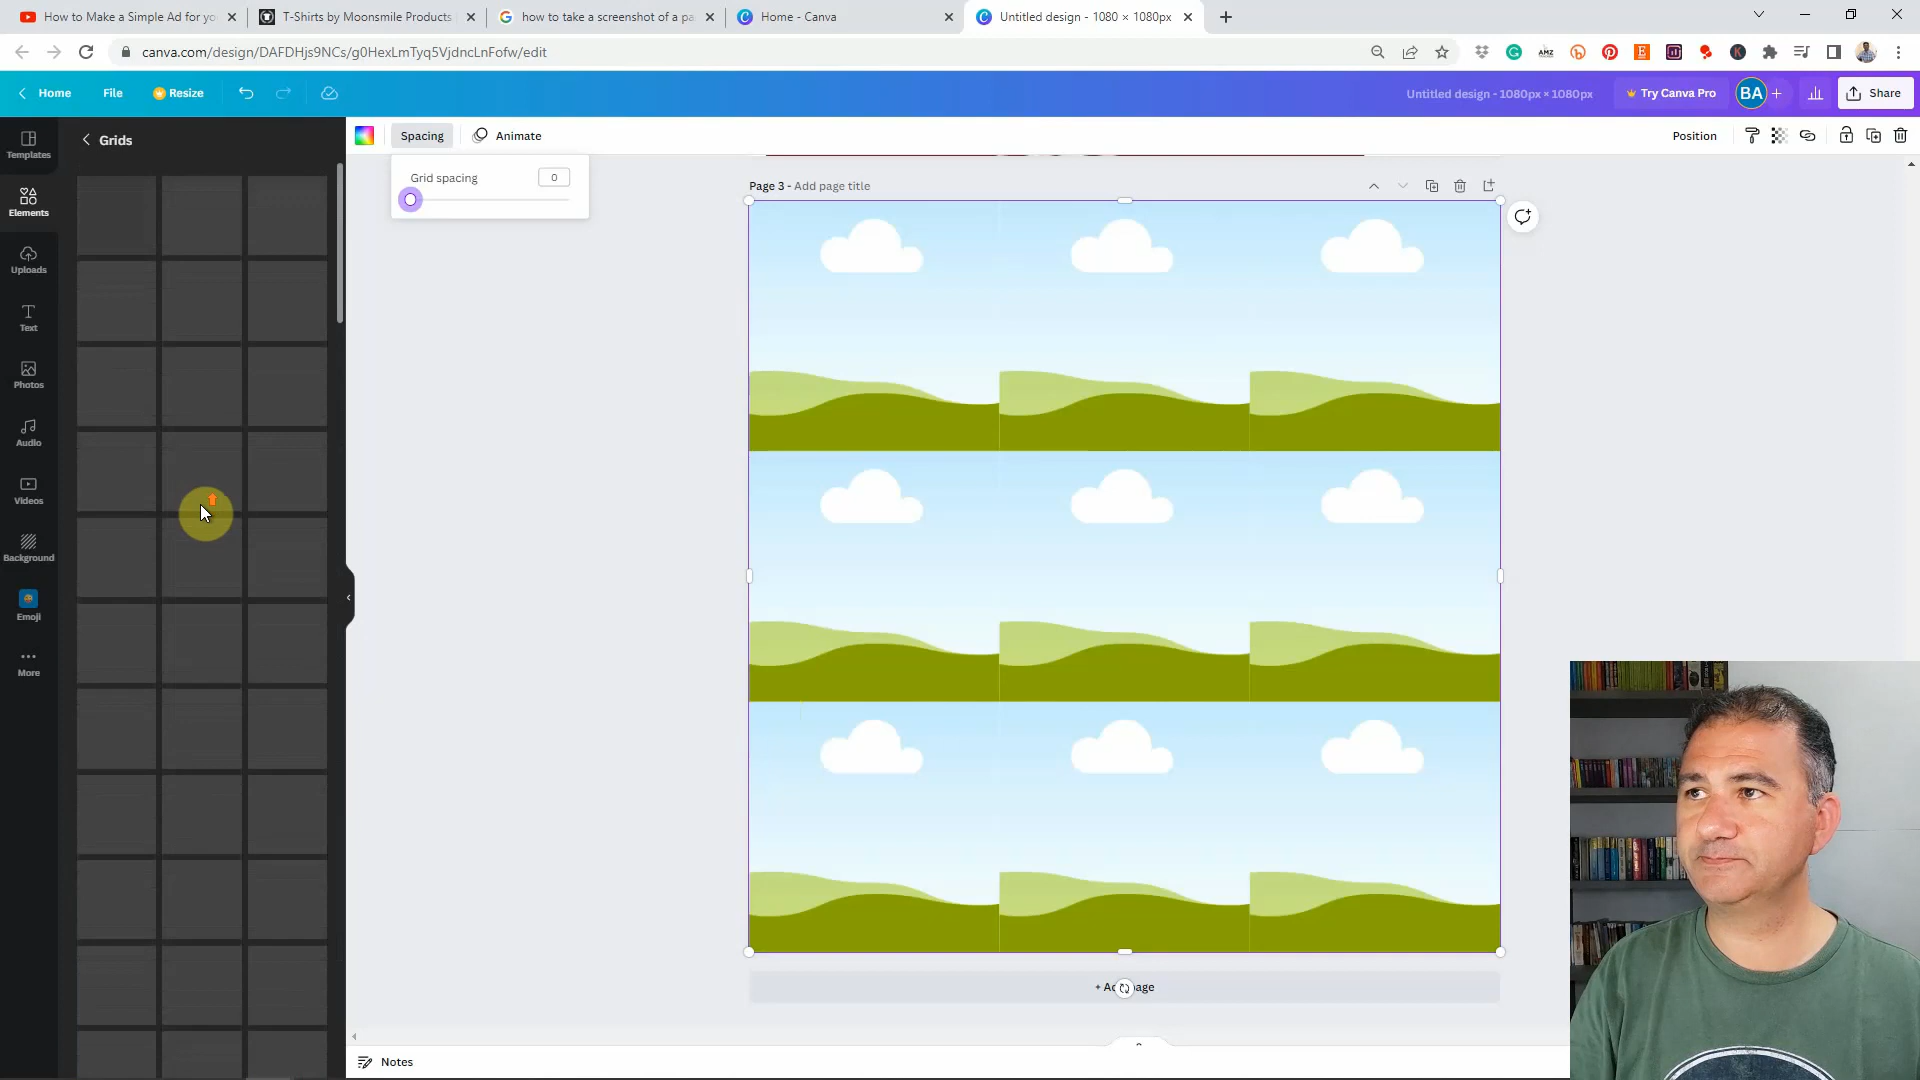 How to Make a Simple Ad for yo
T-Shirts by Moonsmile Products
how to take a screenshot of a pa
Home - Canva
Untitled design - 1080 × 1080px
canva.com/design/DAFDHjs9NCs/g0HexLmTyq5VjdncLnFofw/edit
Home
File
Resize
Untitled design - 1080px × 1080px
Try Canva Pro
BA
Share
Templates
Elements
Uploads
Text
Photos
Audio
Videos
Background
Emoji
More
Grids
Spacing
Animate
Position
Grid spacing
0
Page 3 - Add page title
Notes